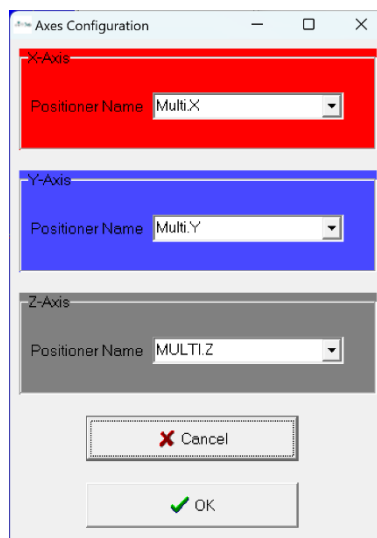 Axes Configuration
X-Axis
Positioner Name Multi.X
Y-Axis
Positioner Name Multi.Y
Z-Axis
Positioner Name MULTI.Z
Cancel
OK